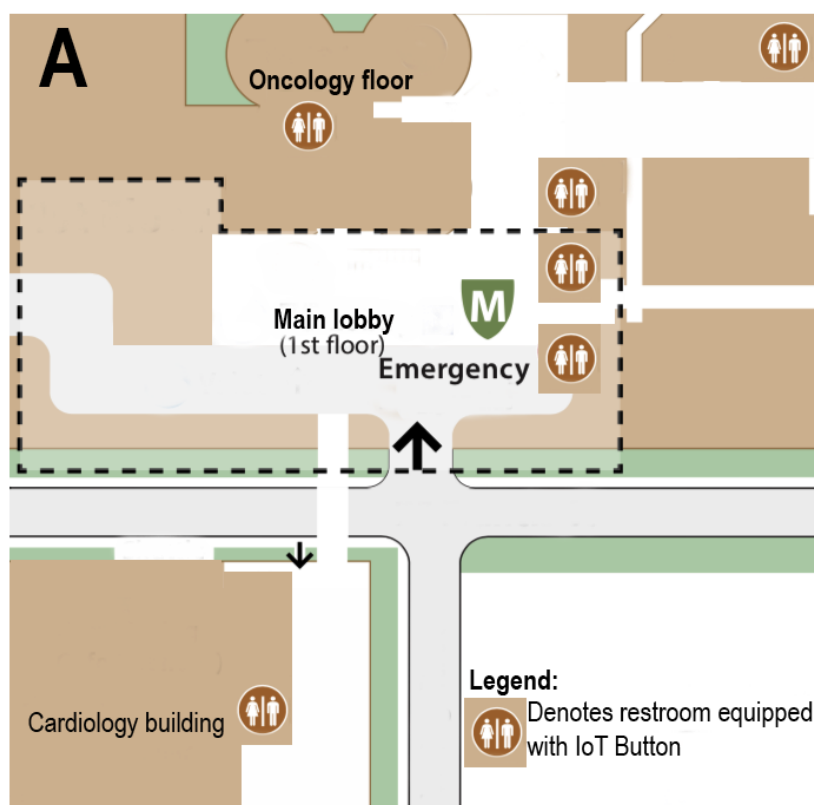 A
Oncology floor
M
Main lobby
(1st floor)
Emergency
Cardiology building
Legend:
Denotes restroom equipped
with IoT Button